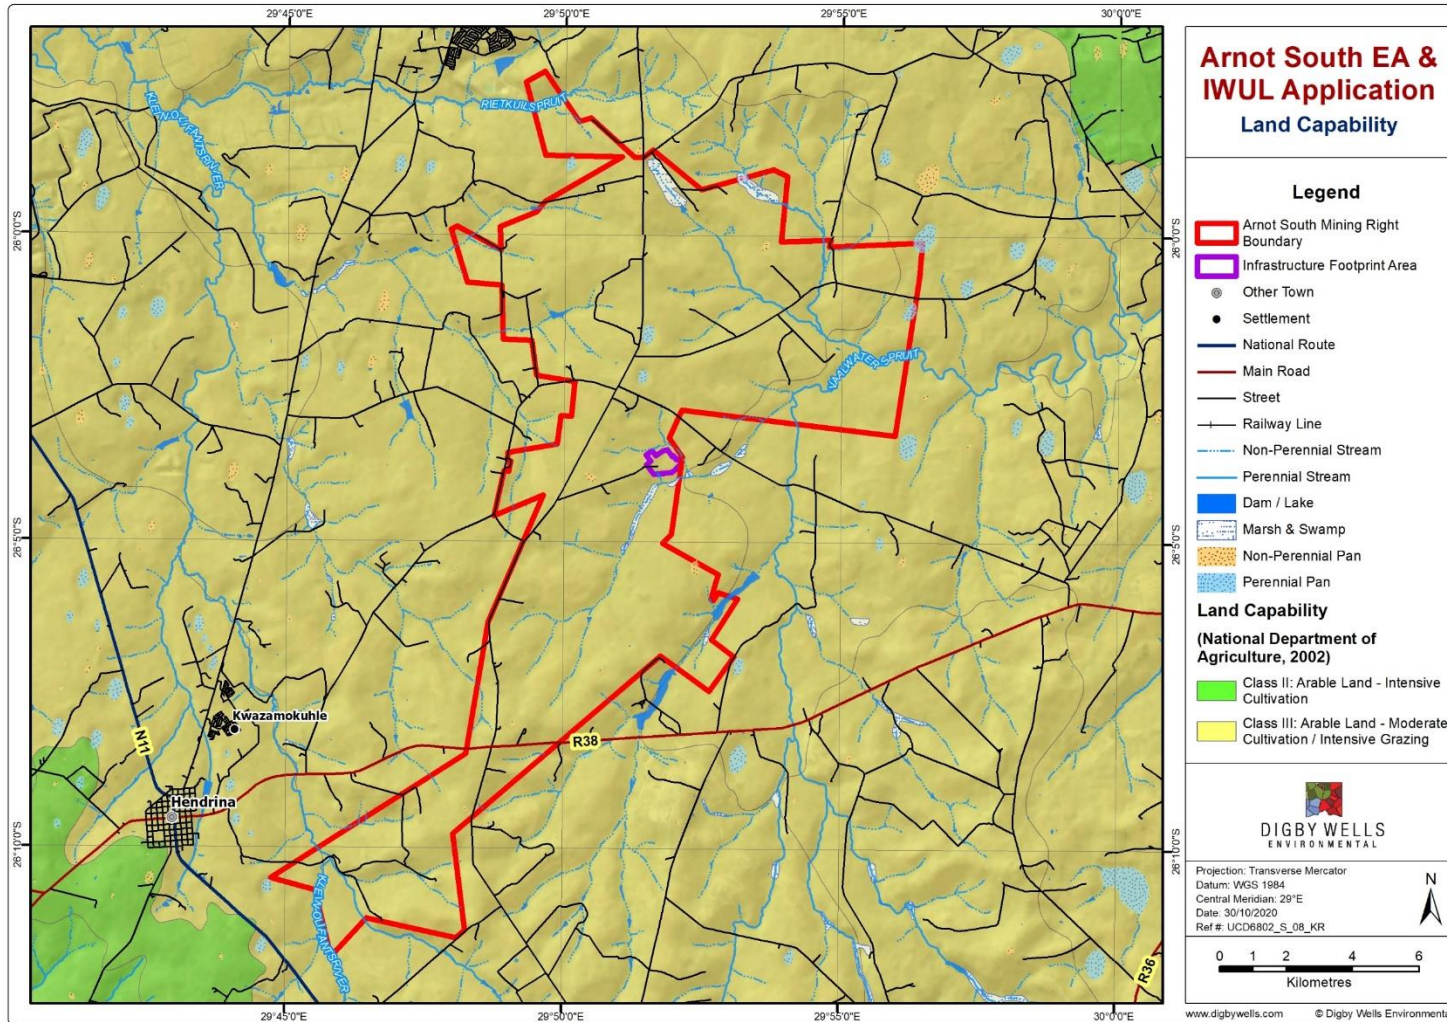 29°45'0"E
29°50'0"E
29°55'0"E
30°0'0"E
26°0'0"S
26°5'0"S
26°10'0"S
26°0'0"S
26°5'0"S
26°10'0"S
29°45'0"E
29°50'0"E
29°55'0"E
30°0'0"E
KLEIN OLIFANTSRIVER
RIETKUILSPRUIT
VAALWATERSPRUIT
Kwazamokuhle
N11
Hendrina
R38
KLEIN OLIFANTSRIVER
R36
Arnot South EA &
IWUL Application
Land Capability
Legend
Arnot South Mining Right
Boundary
Infrastructure Footprint Area
Other Town
Settlement
National Route
Main Road
Street
Railway Line
Non-Perennial Stream
Perennial Stream
Dam / Lake
Marsh & Swamp
Non-Perennial Pan
Perennial Pan
Land Capability
(National Department of
Agriculture, 2002)
Class II: Arable Land - Intensive
Cultivation
Class III: Arable Land - Moderate
Cultivation / Intensive Grazing
DIGBY WELLS
ENVIRONMENTAL
Projection: Transverse Mercator
Datum: WGS 1984
Central Meridian: 29°E
Date: 30/10/2020
Ref #: UCD6802_S_08_KR
N
0 1 2 4 6
Kilometres
www.digbywells.com © Digby Wells Environmenta